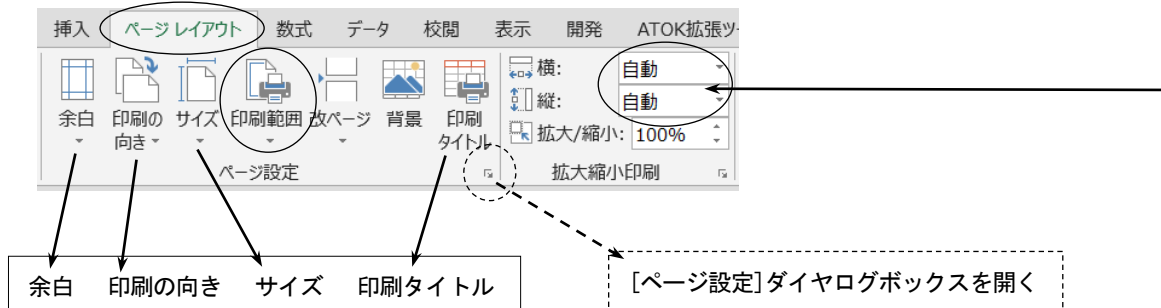 挿入 ページ レイアウト 数式 データ 校閲 表示 開発 ATOK拡張ツ
余白 印刷の向き サイズ 印刷範囲 改ページ 背景 印刷タイトル
横: 自動
縦: 自動
拡大/縮小: 100%
ページ設定 拡大縮小印刷
余白 印刷の向き サイズ 印刷タイトル
[ページ設定]ダイヤログボックスを開く